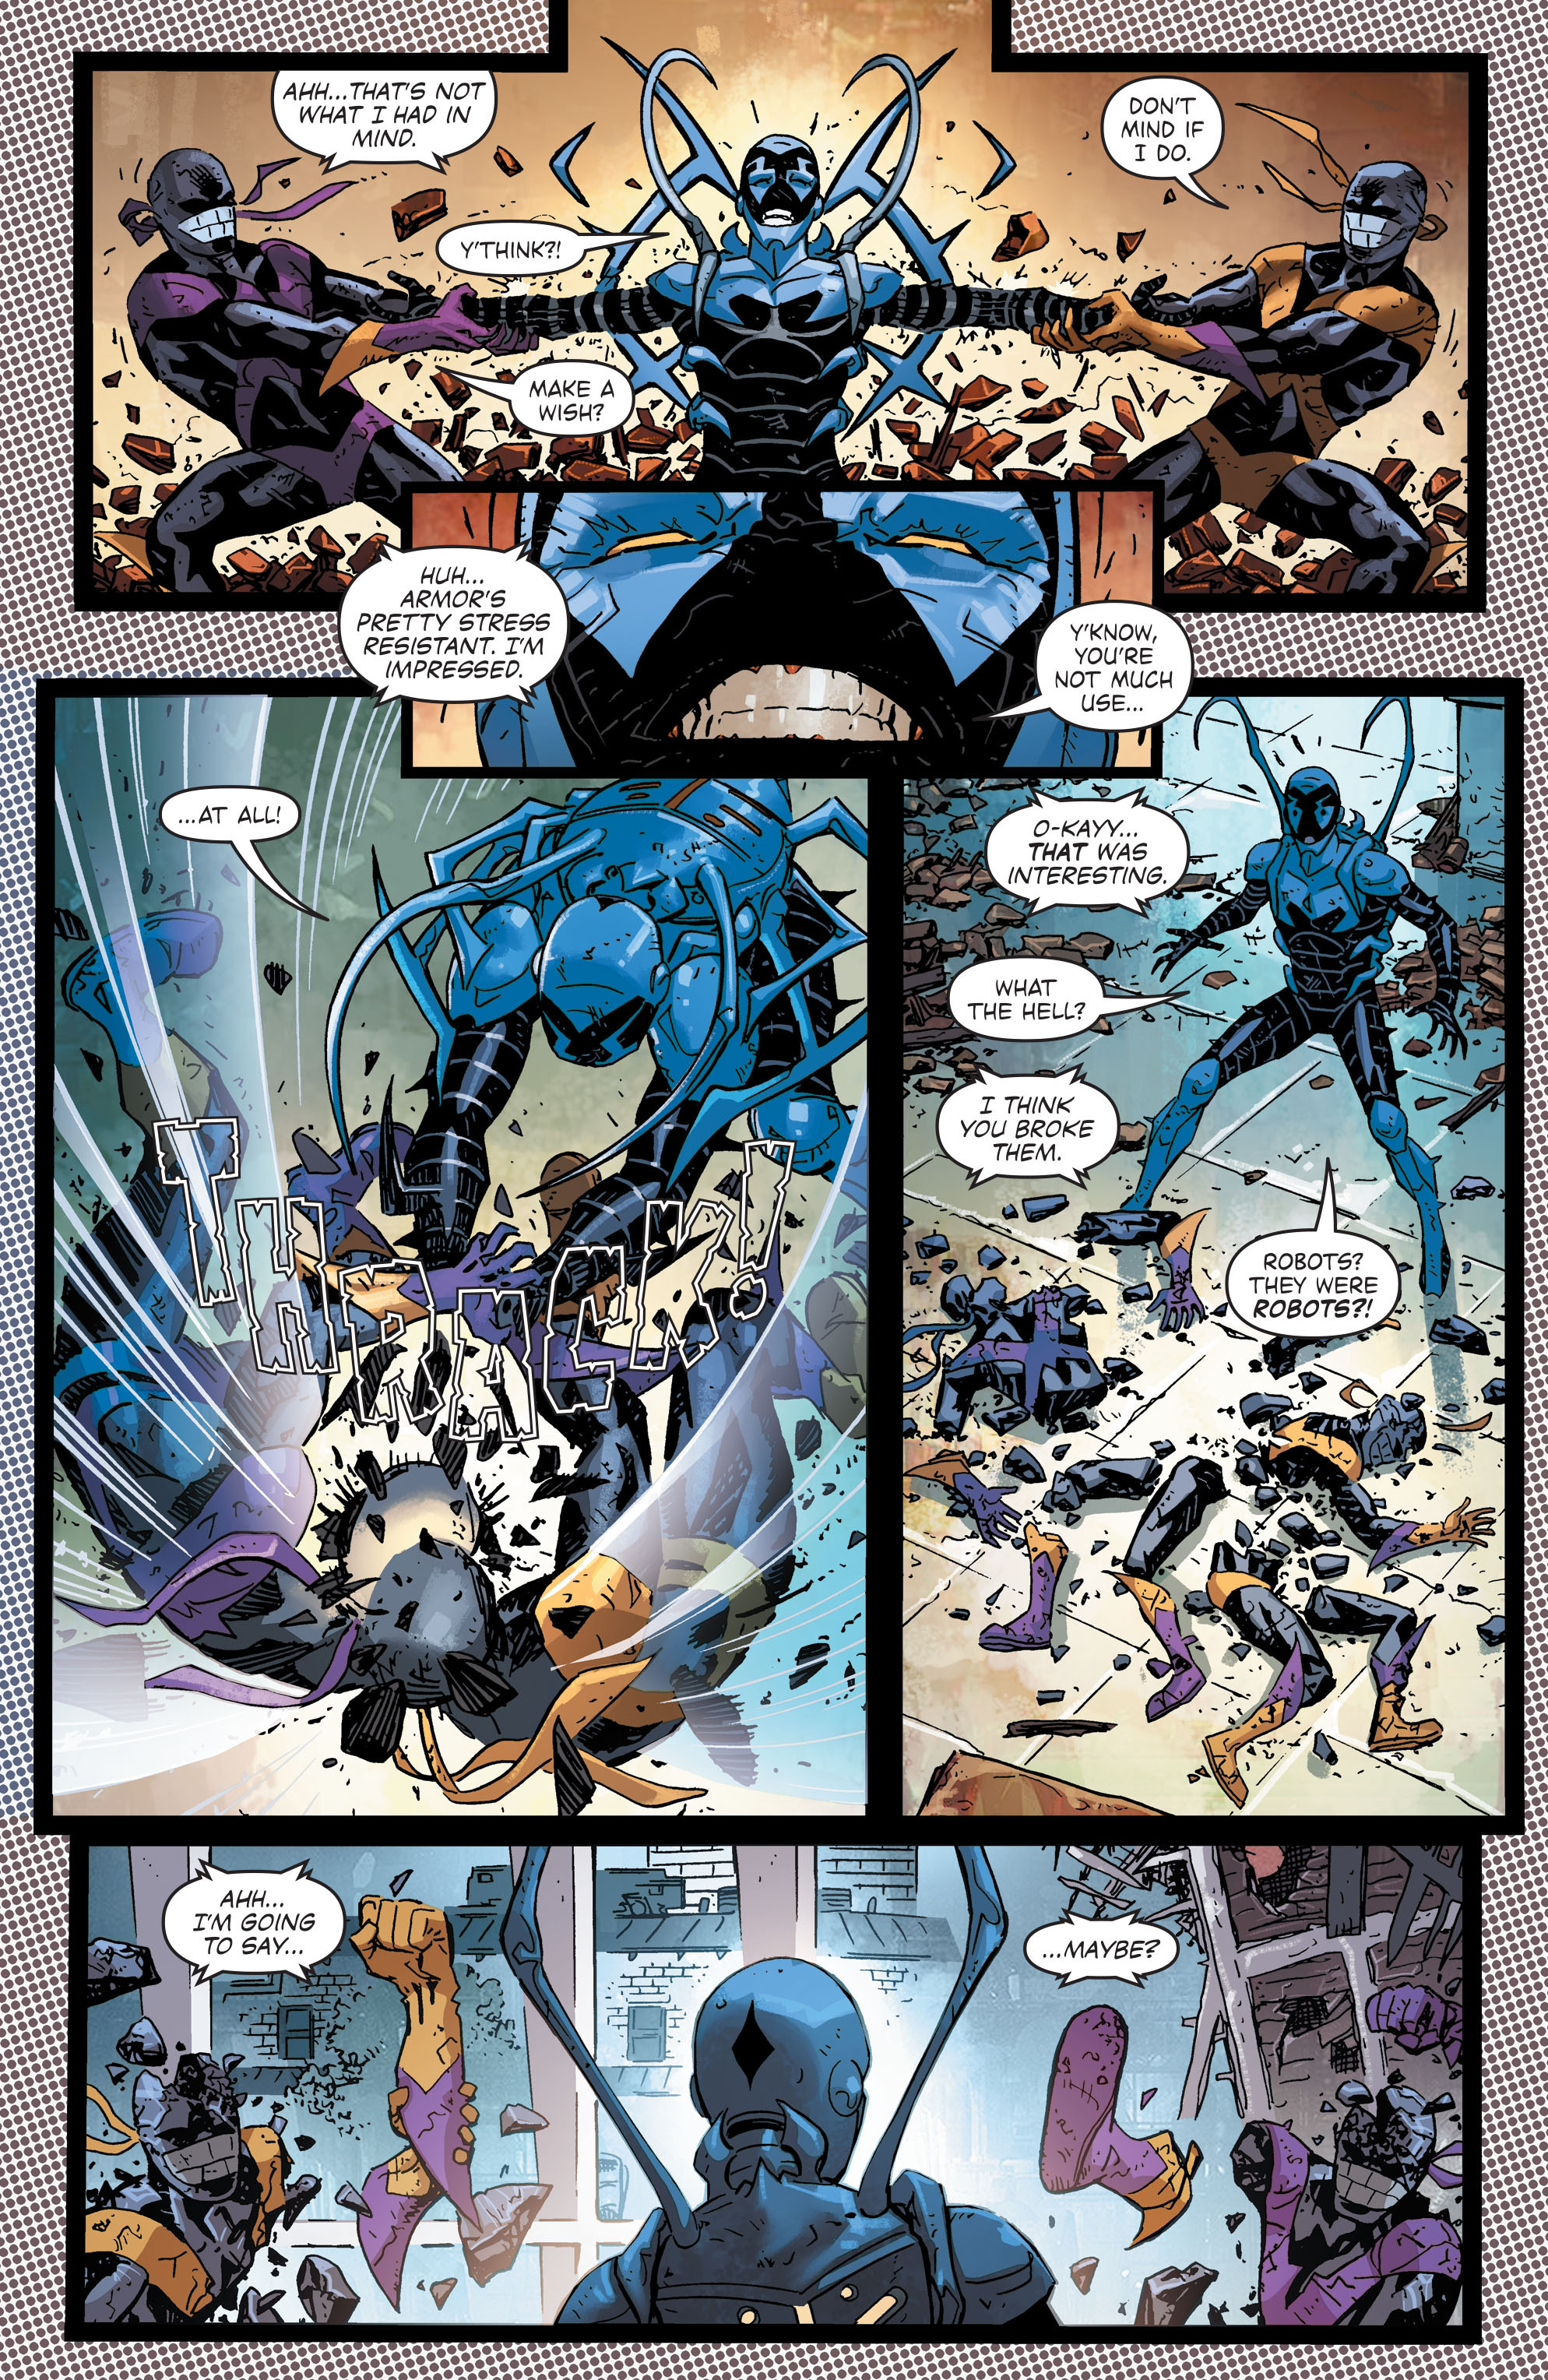 AHH...THAT'S NOT
WHAT I HAD IN
MIND.
Y'THINK?!
DON'T
MIND IF
I DO.
MAKE A
WISH?
HUH...
ARMOR'S
PRETTY STRESS
RESISTANT. I'M
IMPRESSED.
Y'KNOW,
YOU'RE
NOT MUCH
USE...
...AT ALL!
THRACK!
O-KAYY...
THAT WAS
INTERESTING.
WHAT
THE HELL?
I THINK
YOU BROKE
THEM.
ROBOTS?
THEY WERE
ROBOTS?!
AHH...
I'M GOING
TO SAY...
...MAYBE?